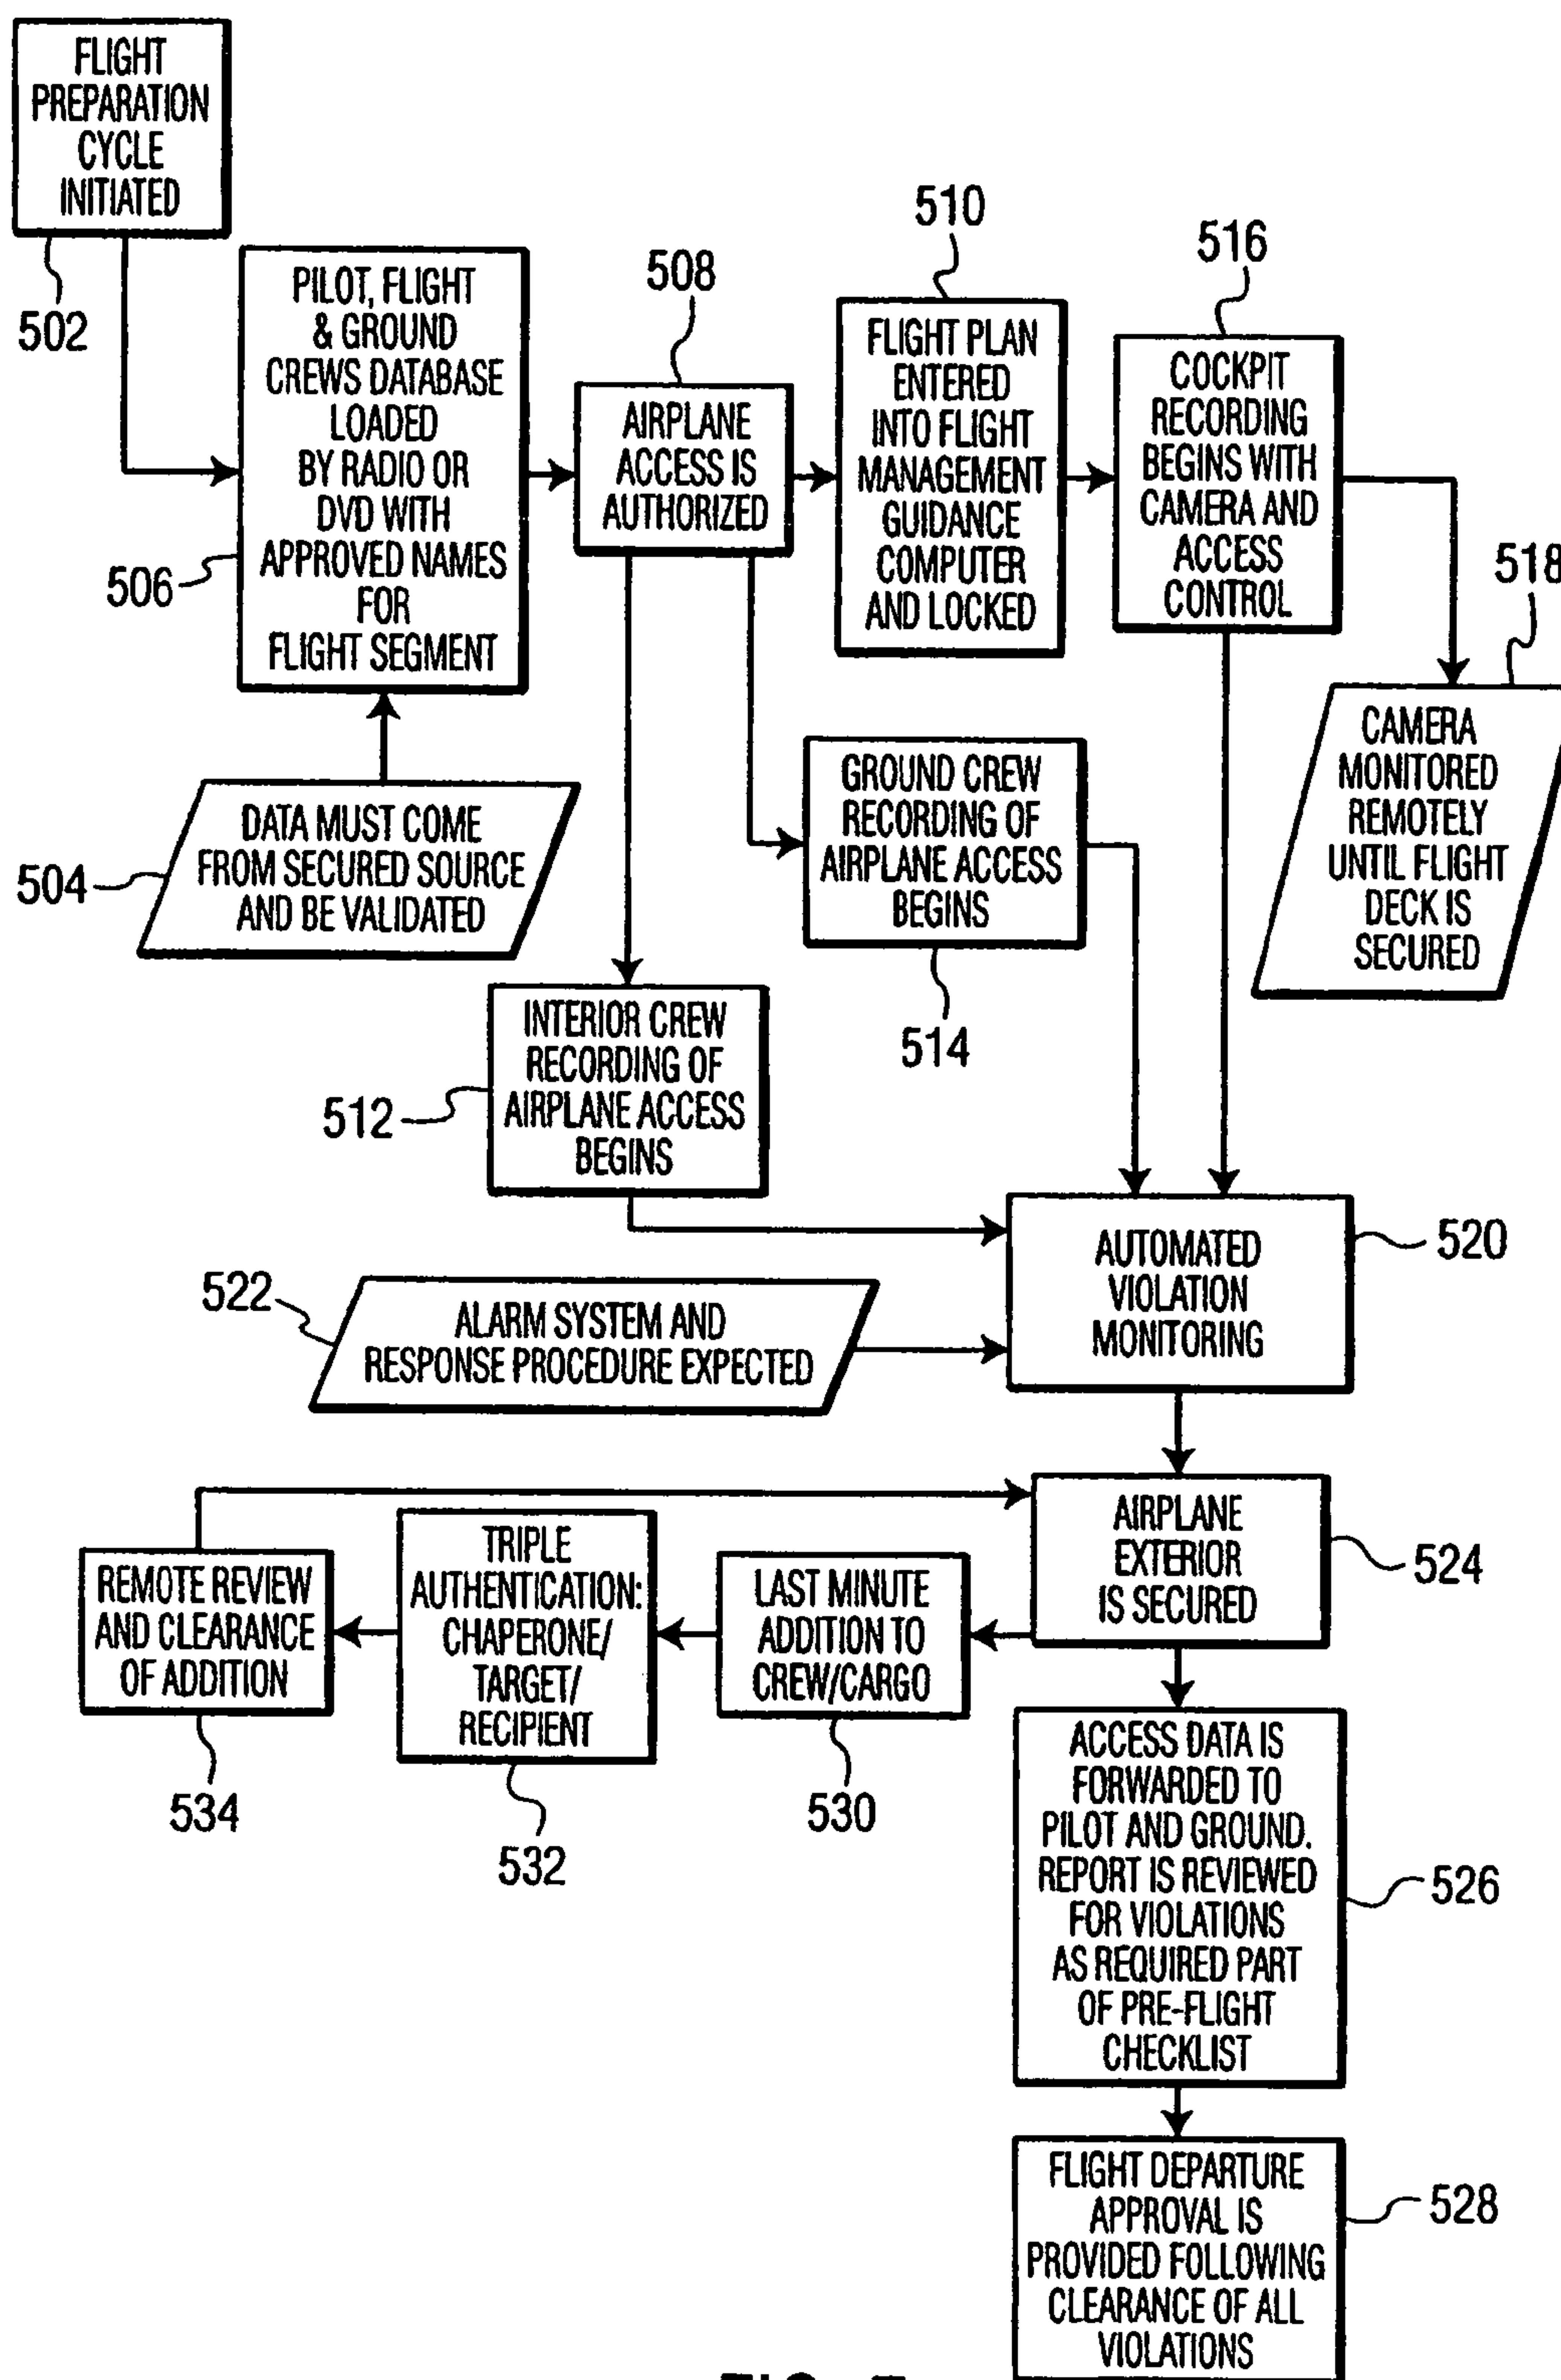 FLIGHT
PREPARATION
CYCLE
INITIATED
502
PILOT, FLIGHT
& GROUND
CREWS DATABASE
LOADED
BY RADIO OR
DVD WITH
APPROVED NAMES
FOR
FLIGHT SEGMENT
506
DATA MUST COME
FROM SECURED SOURCE
AND BE VALIDATED
504
508
AIRPLANE
ACCESS IS
AUTHORIZED
510
FLIGHT PLAN
ENTERED
INTO FLIGHT
MANAGEMENT
GUIDANCE
COMPUTER
AND LOCKED
516
COCKPIT
RECORDING
BEGINS WITH
CAMERA AND
ACCESS
CONTROL
518
CAMERA
MONITORED
REMOTELY
UNTIL FLIGHT
DECK IS
SECURED
GROUND CREW
RECORDING OF
AIRPLANE ACCESS
BEGINS
514
INTERIOR CREW
RECORDING OF
AIRPLANE ACCESS
BEGINS
512
AUTOMATED
VIOLATION
MONITORING
520
522
ALARM SYSTEM AND
RESPONSE PROCEDURE EXPECTED
AIRPLANE
EXTERIOR
IS SECURED
524
LAST MINUTE
ADDITION TO
CREW/CARGO
530
TRIPLE
AUTHENTICATION:
CHAPERONE/
TARGET/
RECIPIENT
532
REMOTE REVIEW
AND CLEARANCE
OF ADDITION
534
ACCESS DATA IS
FORWARDED TO
PILOT AND GROUND.
REPORT IS REVIEWED
FOR VIOLATIONS
AS REQUIRED PART
OF PRE-FLIGHT
CHECKLIST
526
FLIGHT DEPARTURE
APPROVAL IS
PROVIDED FOLLOWING
CLEARANCE OF ALL
VIOLATIONS
528